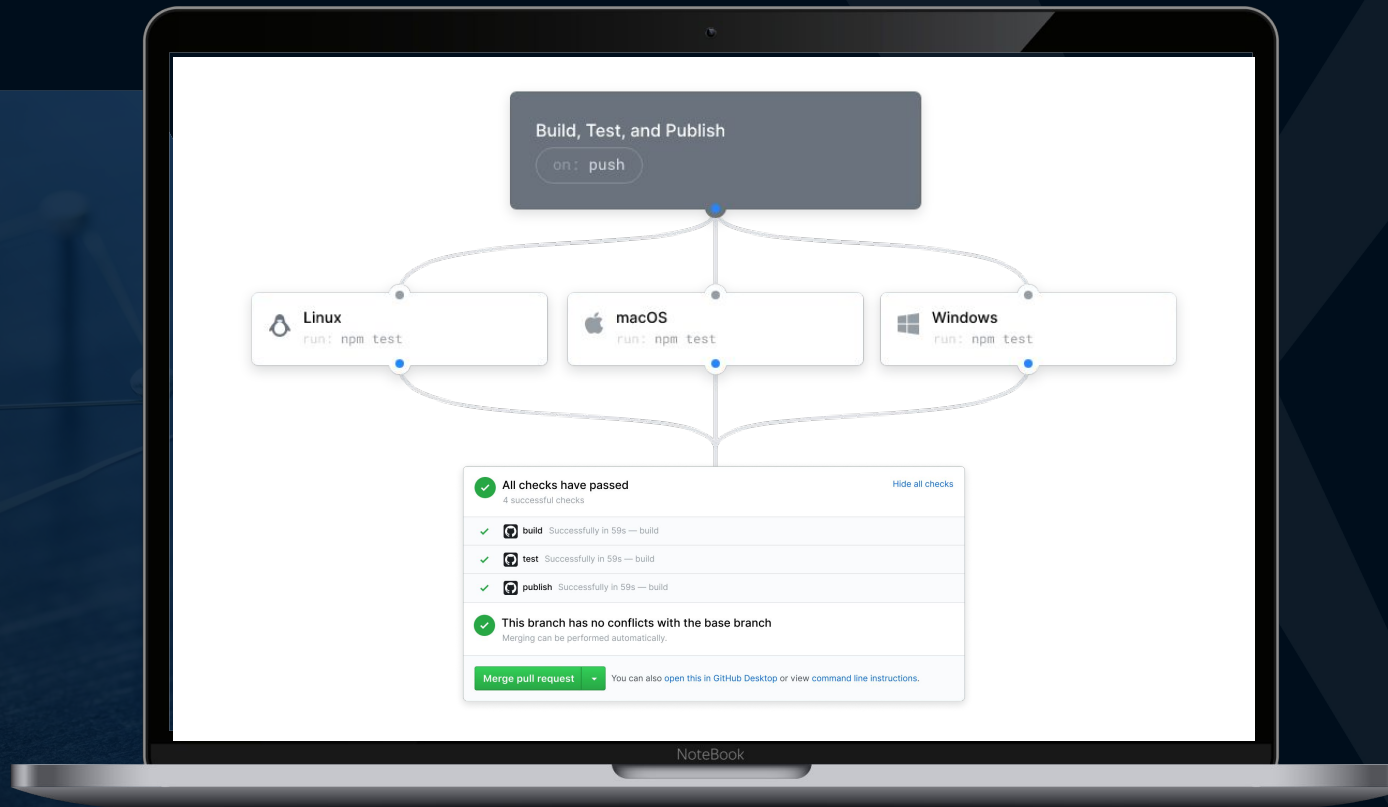 Build, Test, and Publish
on: push
Linux
run: npm test
macOS
run: npm test
Windows
run: npm test
All checks have passed
Hide all checks
4 successful checks
build Successfully in 59s — build
test Successfully in 59s — build
publish Successfully in 59s — build
This branch has no conflicts with the base branch
Merging can be performed automatically.
Merge pull request
You can also open this in GitHub Desktop or view command line instructions.
NoteBook